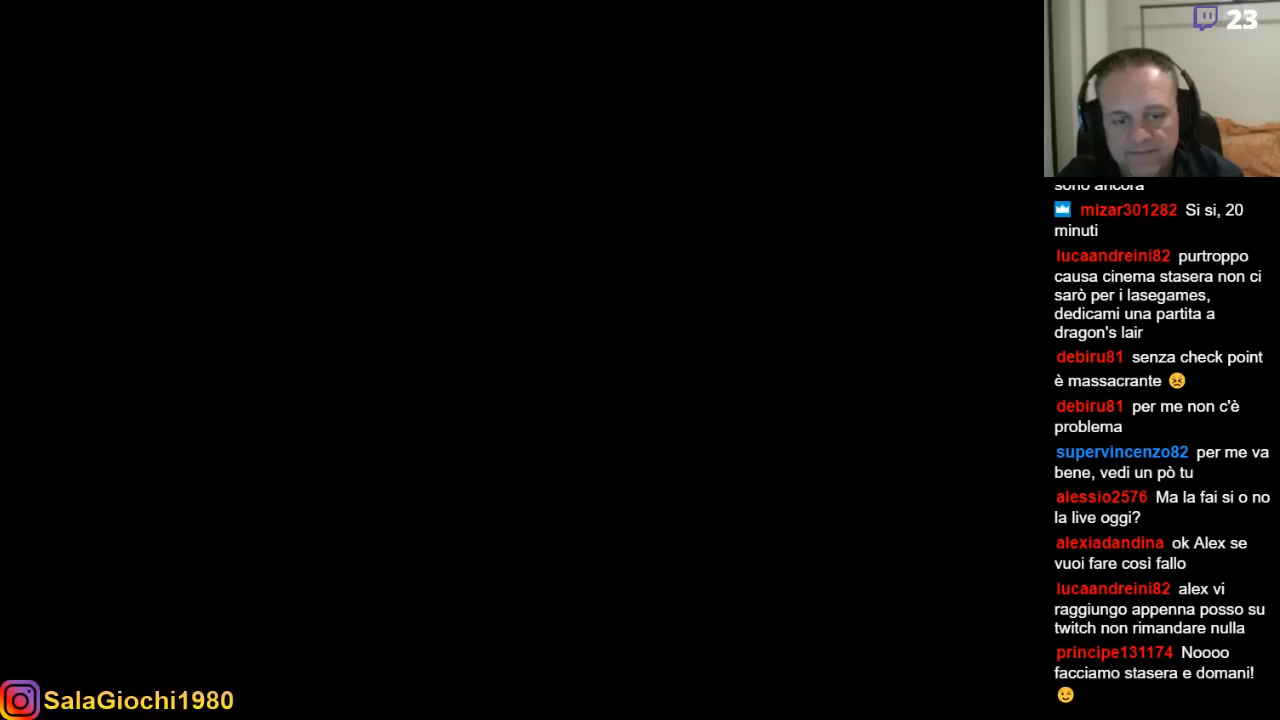 23
sono ancora
mizar301282 Si si, 20
minuti
lucaandreini82 purtroppo
causa cinema stasera non ci
sarò per i lasegames,
dedicami una partita a
dragon's lair
debiru81 senza check point
è massacrante 😣
debiru81 per me non c'è
problema
supervincenzo82 per me va
bene, vedi un pò tu
alessio2576 Ma la fai si o no
la live oggi?
alexiadandina ok Alex se
vuoi fare così fallo
lucaandreini82 alex vi
raggiungo appenna posso su
twitch non rimandare nulla
principe131174 Noooo
facciamo stasera e domani!
😉
SalaGiochi1980